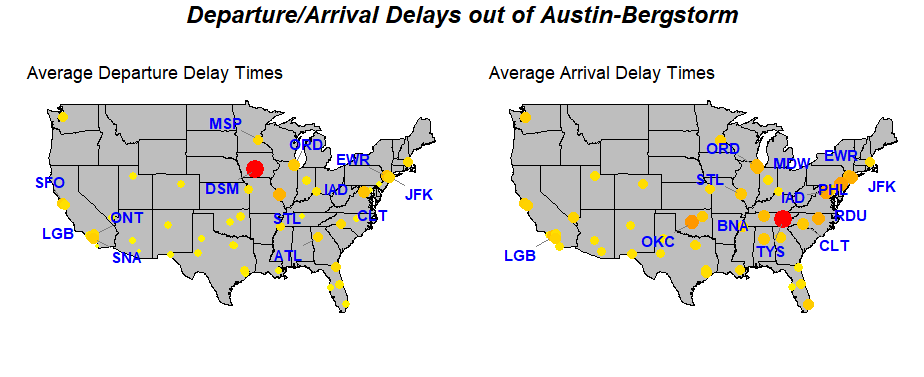 Departure/Arrival Delays out of Austin-Bergstorm
Average Departure Delay Times
MSP
ORD
EWR
SFO
DSM
IAD
JFK
ONT
STL
CLT
LGB
SNA
ATL
Average Arrival Delay Times
ORD
MDW
EWR
STL
IAD
PHL
JFK
BNA
RDU
OKC
LGB
TYS
CLT